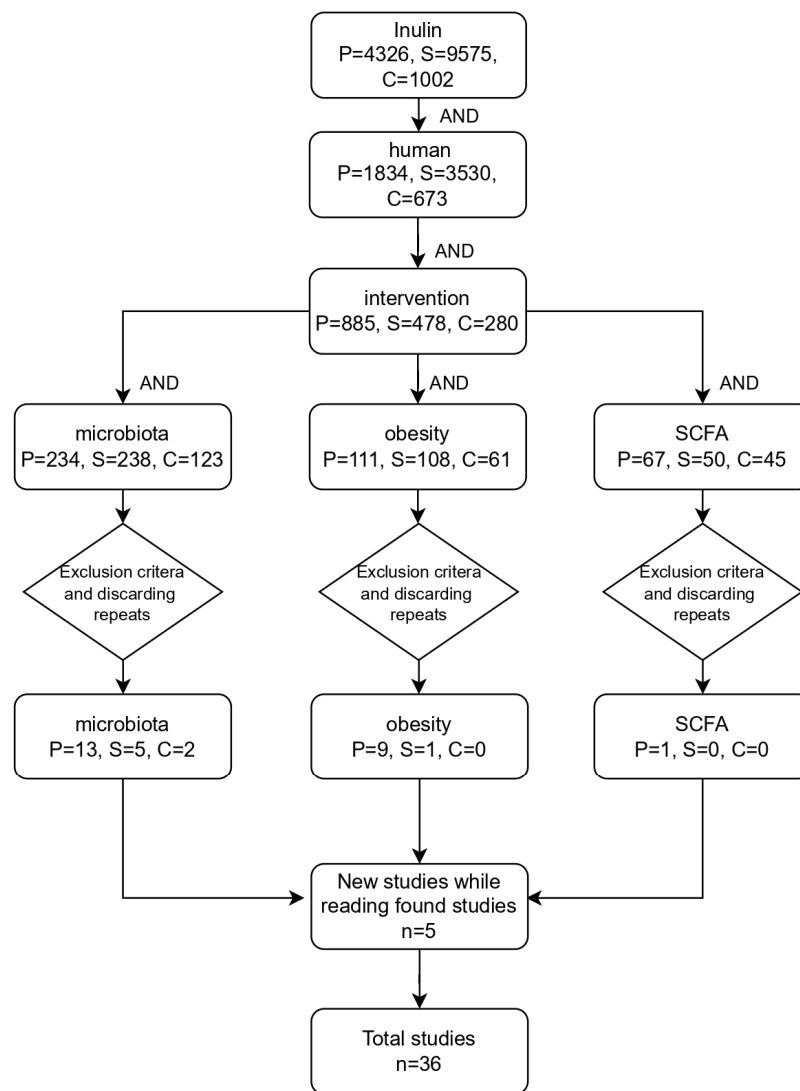 Inulin
P=4326, S=9575,
C=1002
AND
human
P=1834, S=3530,
C=673
AND
intervention
P=885, S=478, C=280
AND
AND
AND
microbiota
P=234, S=238, C=123
obesity
P=111, S=108, C=61
SCFA
P=67, S=50, C=45
Exclusion critera
and discarding
repeats
Exclusion critera
and discarding
repeats
Exclusion critera
and discarding
repeats
microbiota
P=13, S=5, C=2
obesity
P=9, S=1, C=0
SCFA
P=1, S=0, C=0
New studies while
reading found studies
n=5
Total studies
n=36